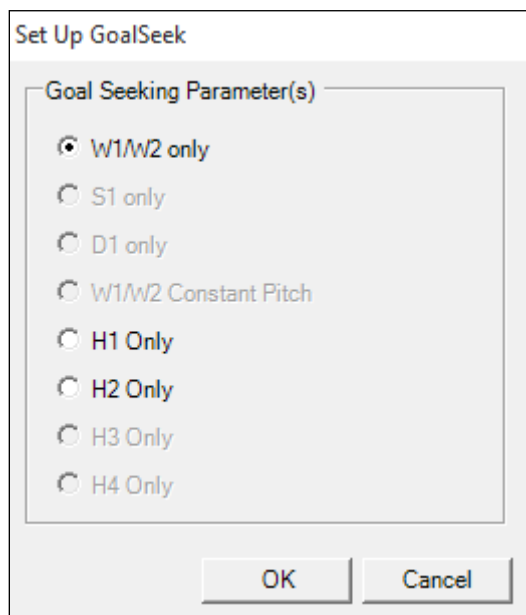 Set Up GoalSeek
Goal Seeking Parameter(s)
W1/W2 only
S1 only
D1 only
W1/W2 Constant Pitch
H1 Only
H2 Only
H3 Only
H4 Only
OK Cancel